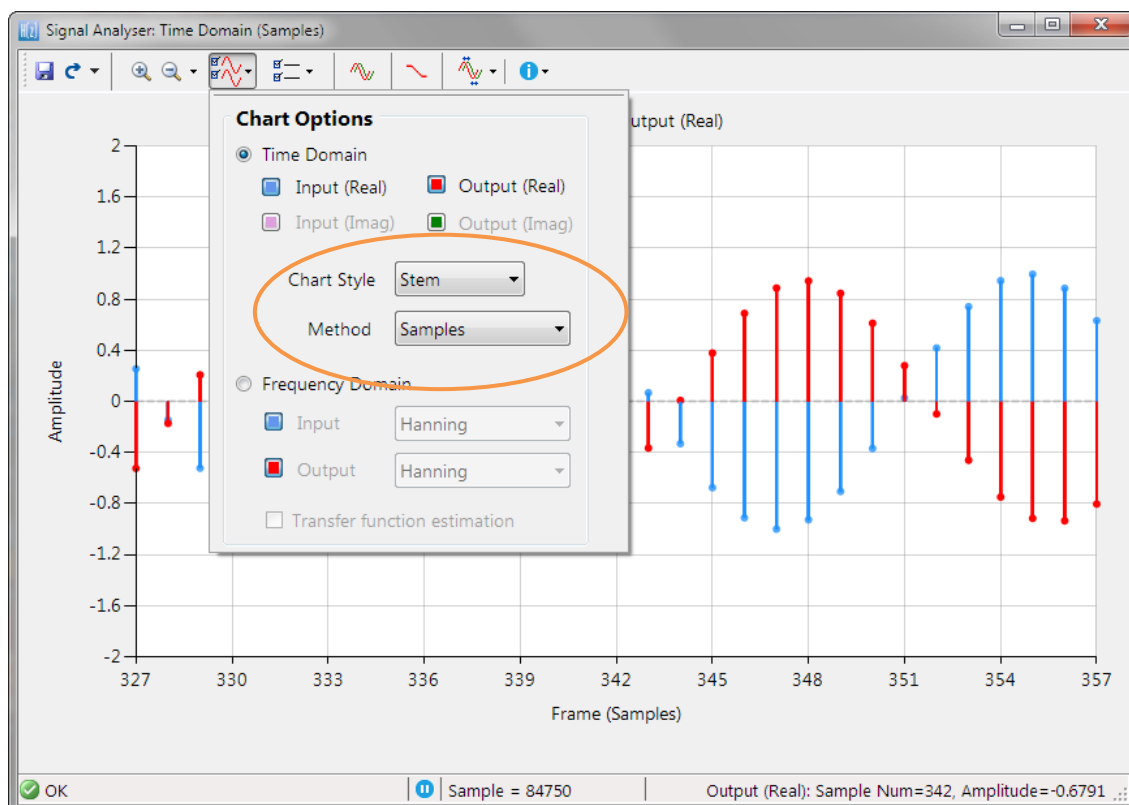 Signal Analyser: Time Domain (Samples)
utput (Real)
Chart Options
Time Domain
Input (Real)
Output (Real)
Input (Imag)
Output (Imag)
Chart Style
Stem
Method
Samples
Frequency Domain
Input
Hanning
Output
Hanning
Transfer function estimation
Amplitude
2
1.6
1.2
0.8
0.4
0
-0.4
-0.8
-1.2
-1.6
-2
327 330 333 336 339 342 345 348 351 354 357
Frame (Samples)
OK
Sample = 84750
Output (Real): Sample Num=342, Amplitude=-0.6791